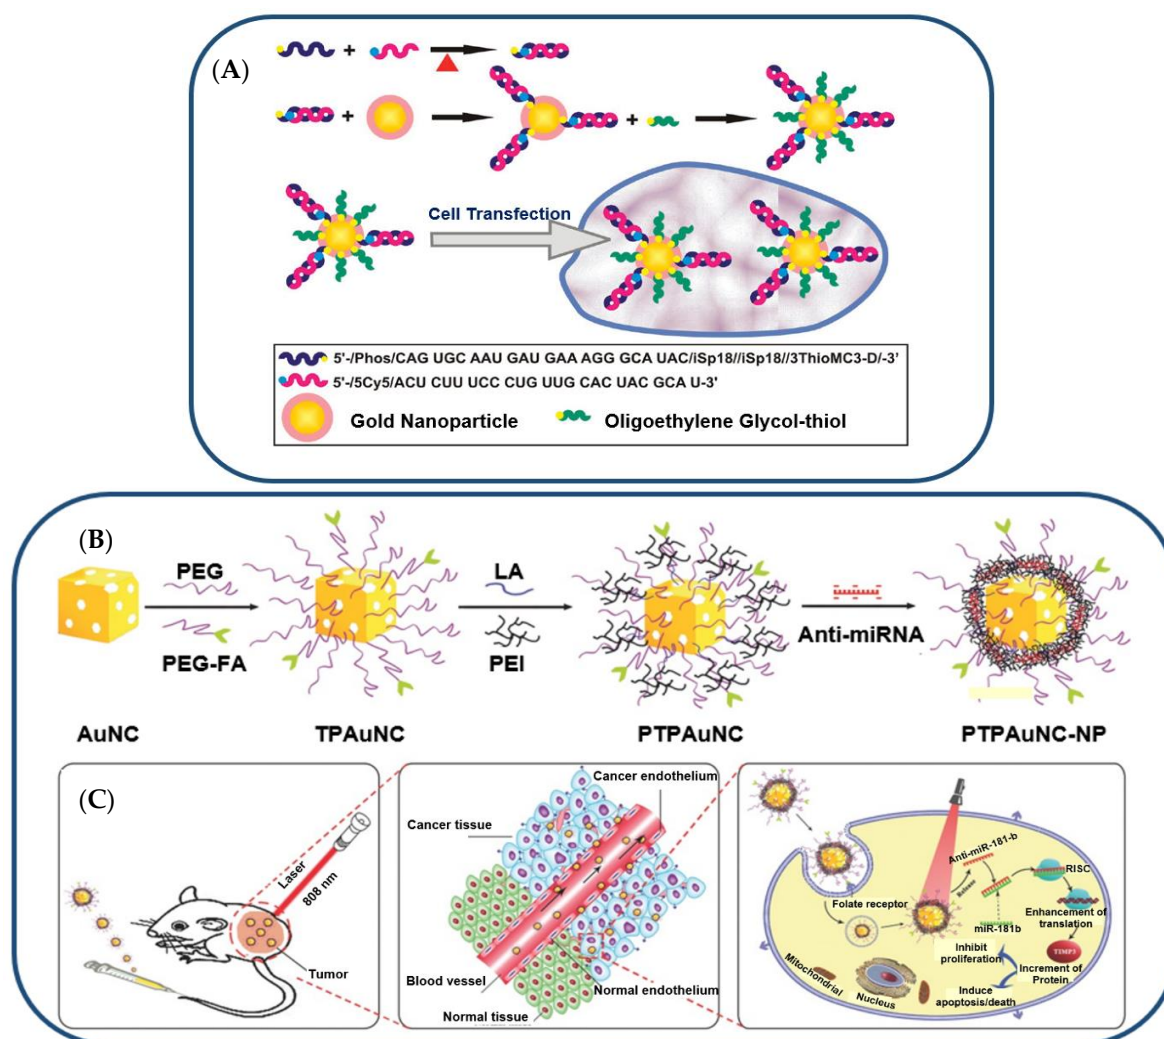 (A)
+
+ +
Cell Transfection
5'-/Phos/CAG UGC AAU GAU GAA AGG GCA UAC/iSp18//iSp18//3ThioMC3-D/-3'
5'-/5Cy5/ACU CUU UCC CUG UUG CAC UAC GCA U-3'
Gold Nanoparticle Oligoethylene Glycol-thiol
(B)
PEG LA
PEG-FA PEI Anti-miRNA
AuNC TPAuNC PTPAuNC PTPAuNC-NP
(C)
Laser
808 nm
Tumor
Cancer endothelium
Cancer tissue
Blood vessel
Normal endothelium
Normal tissue
Anti-miR-181-b
Release
RISC
Folate receptor
miR-181b
Enhancement of
translation
TIMP3
Inhibit
proliferation
Increment of
Protein
Mitochondrial
Nucleus
Induce
apoptosis/death